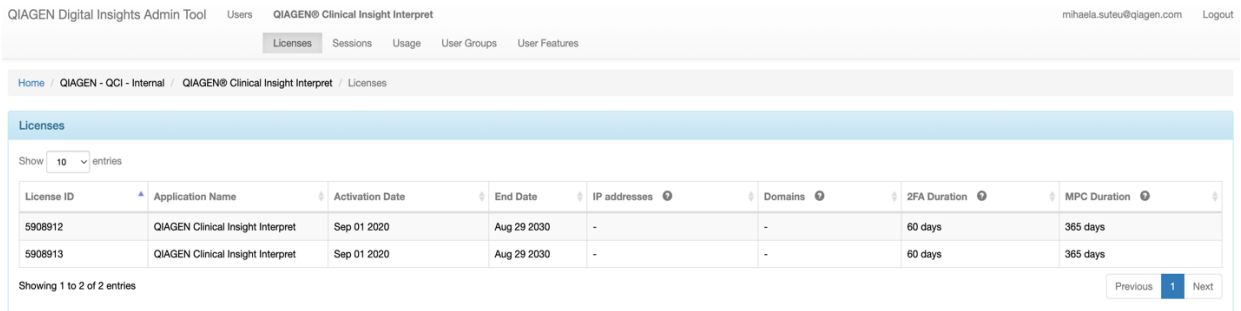 QIAGEN Digital Insights Admin Tool Users QIAGEN® Clinical Insight Interpret mihaela.suteu@qiagen.com Logout
Licenses Sessions Usage User Groups User Features
Home / QIAGEN - QCI - Internal / QIAGEN® Clinical Insight Interpret / Licenses
Licenses
Show 10 entries
License ID Application Name Activation Date End Date IP addresses ? Domains ? 2FA Duration ? MPC Duration ?
5908912 QIAGEN Clinical Insight Interpret Sep 01 2020 Aug 29 2030 - - 60 days 365 days
5908913 QIAGEN Clinical Insight Interpret Sep 01 2020 Aug 29 2030 - - 60 days 365 days
Showing 1 to 2 of 2 entries Previous 1 Next